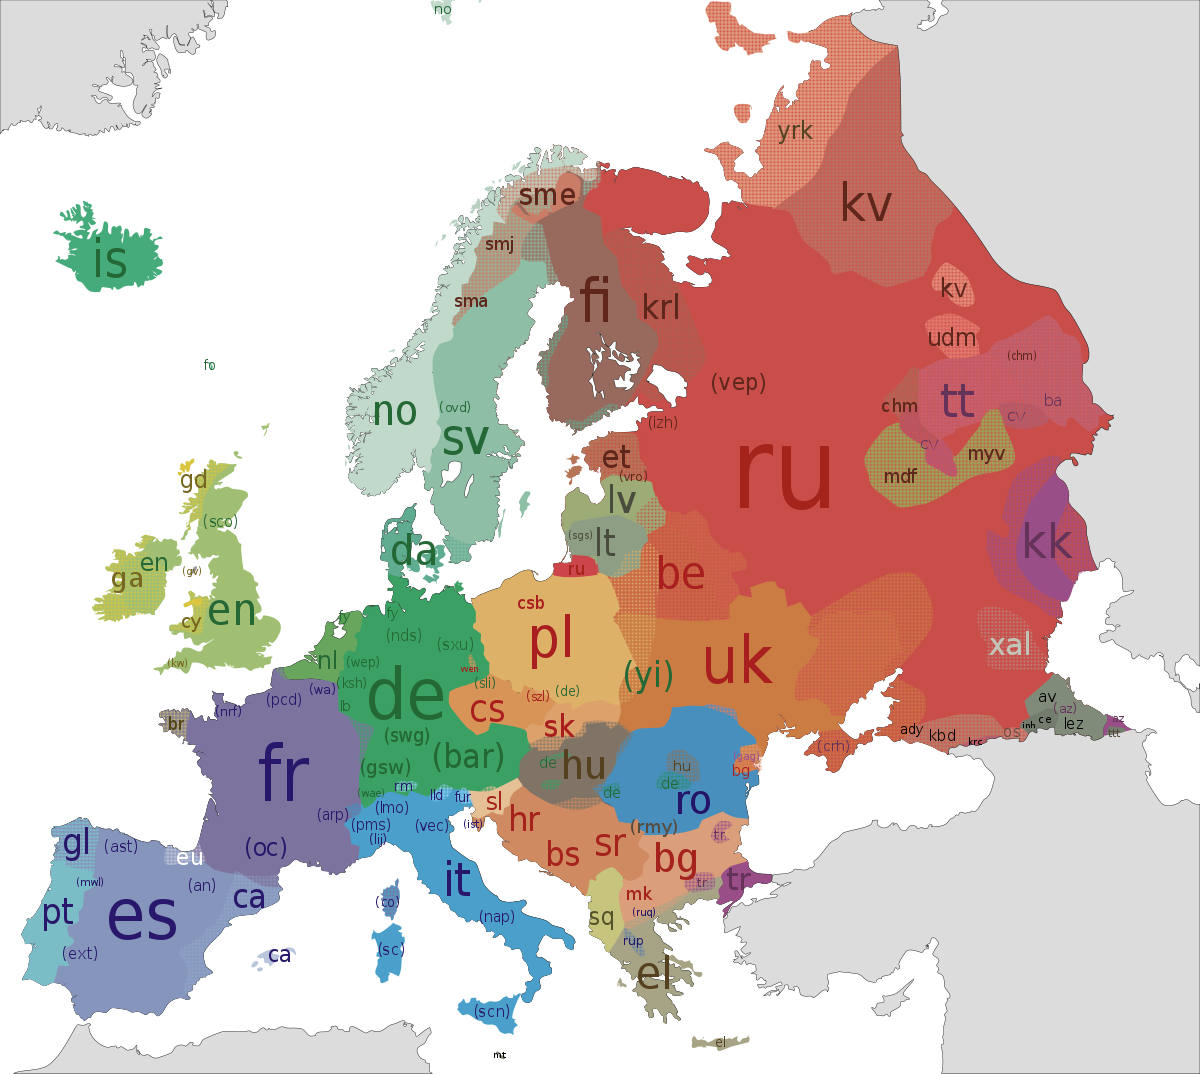 no
yrk
sme
kv
smj
is
kv
sma
fi
krl
udm
(chm)
fo
(vep)
tt
ba
no
(ovd)
chm
cv
sv
(izh)
cv
et
myv
gd
(vro)
ru
mdf
lv
(sco)
(sgs)
lt
kk
da
en
ga
(gv)
ru
be
en
csb
cy
fy
fy
pl
(nds)
(sxu)
xal
nl
(wep)
uk
(kw)
wen
(yi)
(ksh)
(sli)
de
(wa)
(szl)
(de)
(pcd)
av
lb
(nrf)
cs
(az)
br
sk
az
ce
lez
inh
ady
kbd
os
ttt
(swg)
krc
(crh)
(bar)
(gag)
fr
de
hu
hu
bg
(gsw)
de
rm
(wae)
de
lld
fur
sl
ro
(lmo)
(arp)
hr
(pms)
(vec)
(ist)
(rmy)
tr
gl
(lij)
(ast)
(oc)
sr
eu
bs
bg
it
tr
tr
(mwl)
(an)
mk
ca
es
(to)
pt
(ruq)
(nap)
sq
rup
(ext)
ca
(sc)
el
(scn)
el
mt